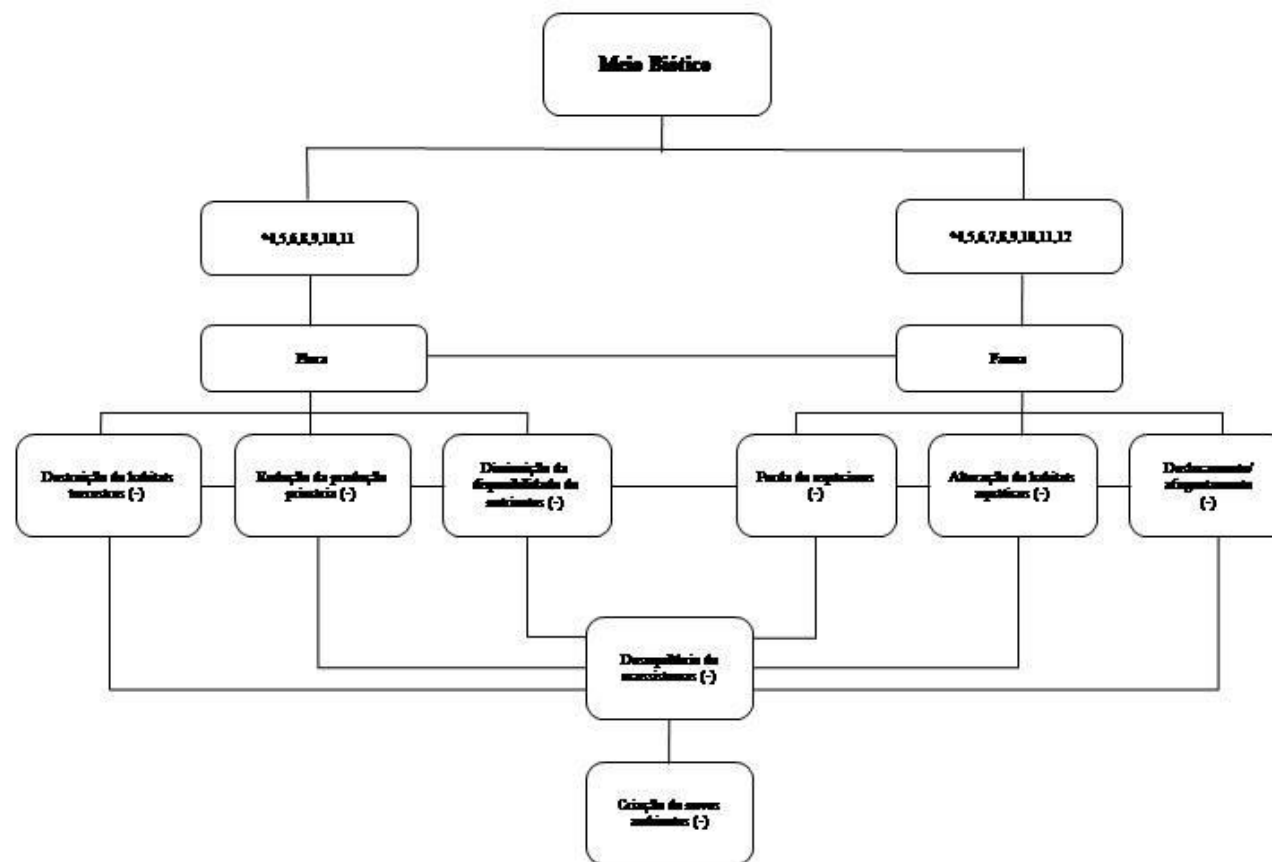 Meio Biótico
*4,5,6,8,9,10,11
*4,5,6,7,8,9,10,11,12
Flora
Fauna
Destruição de habitats
terrestres (-)
Redução da produção
primária (-)
Diminuição da
disponibilidade de
nutrientes (-)
Perda de espécimes
(-)
Alteração de habitats
aquáticos (-)
Deslocamento/
afugentamento
(-)
Desequilíbrio de
ecossistemas (-)
Criação de novos
ambientes (-)